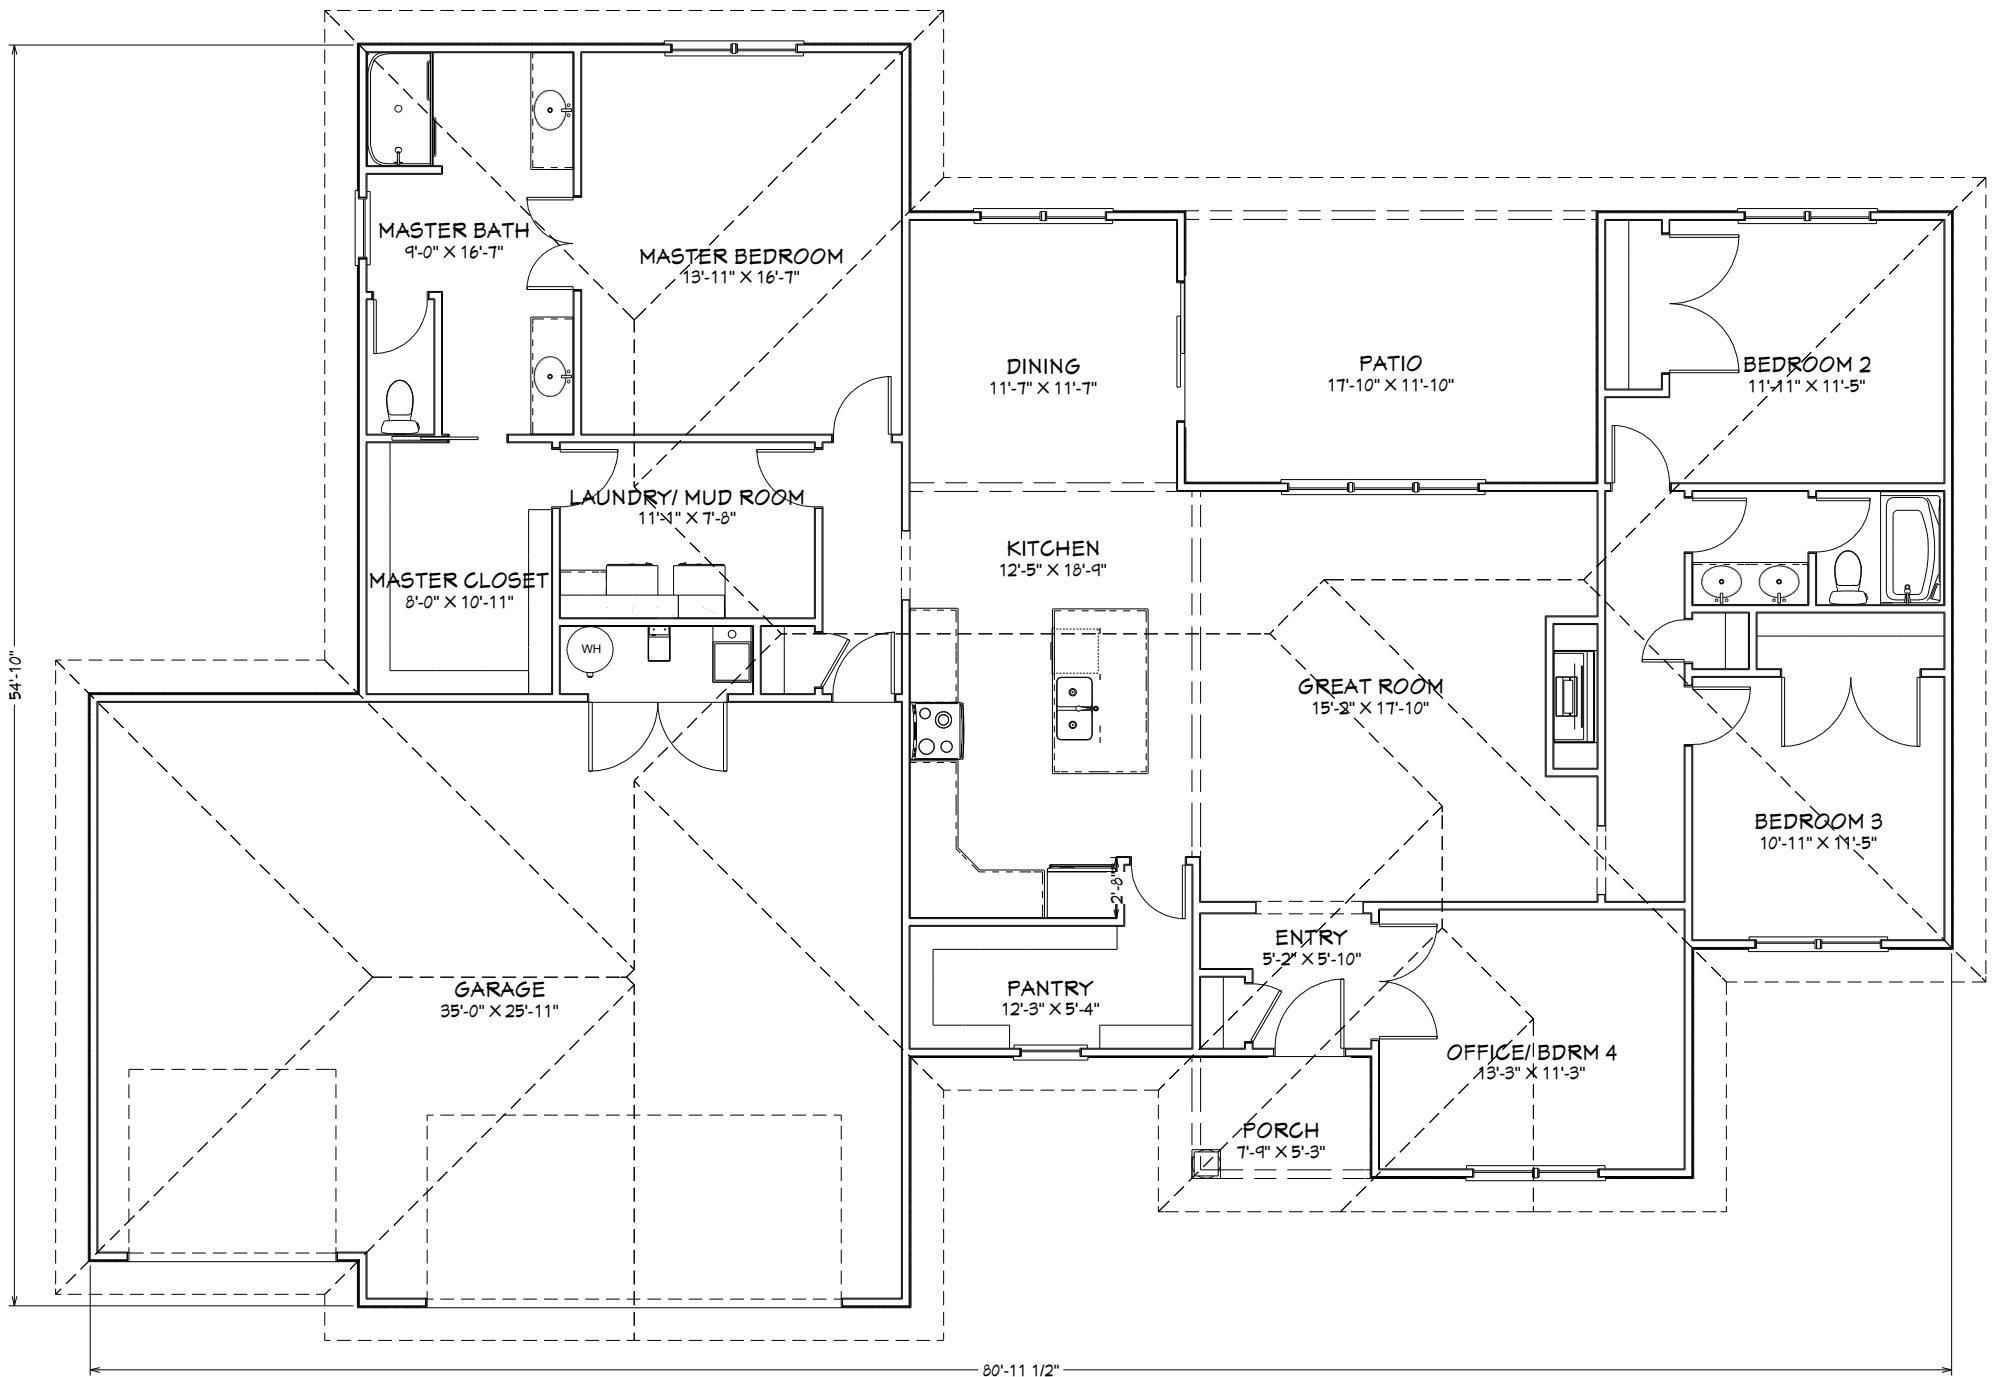 MASTER BATH
9'-0" X 16'-7"
MASTER BEDROOM
13'-11" X 16'-7"
DINING
11'-7" X 11'-7"
PATIO
17'-10" X 11'-10"
BEDROOM 2
11'-11" X 11'-5"
LAUNDRY/ MUD ROOM
11'-1" X 7'-8"
KITCHEN
12'-5" X 18'-9"
MASTER CLOSET
8'-0" X 10'-11"
WH
54'-10"
GREAT ROOM
15'-2" X 17'-10"
BEDROOM 3
10'-11" X 11'-5"
2'-8"
ENTRY
5'-2" X 5'-10"
GARAGE
35'-0" X 25'-11"
PANTRY
12'-3" X 5'-4"
OFFICE/ BDRM 4
13'-3" X 11'-3"
PORCH
7'-9" X 5'-3"
80'-11 1/2"